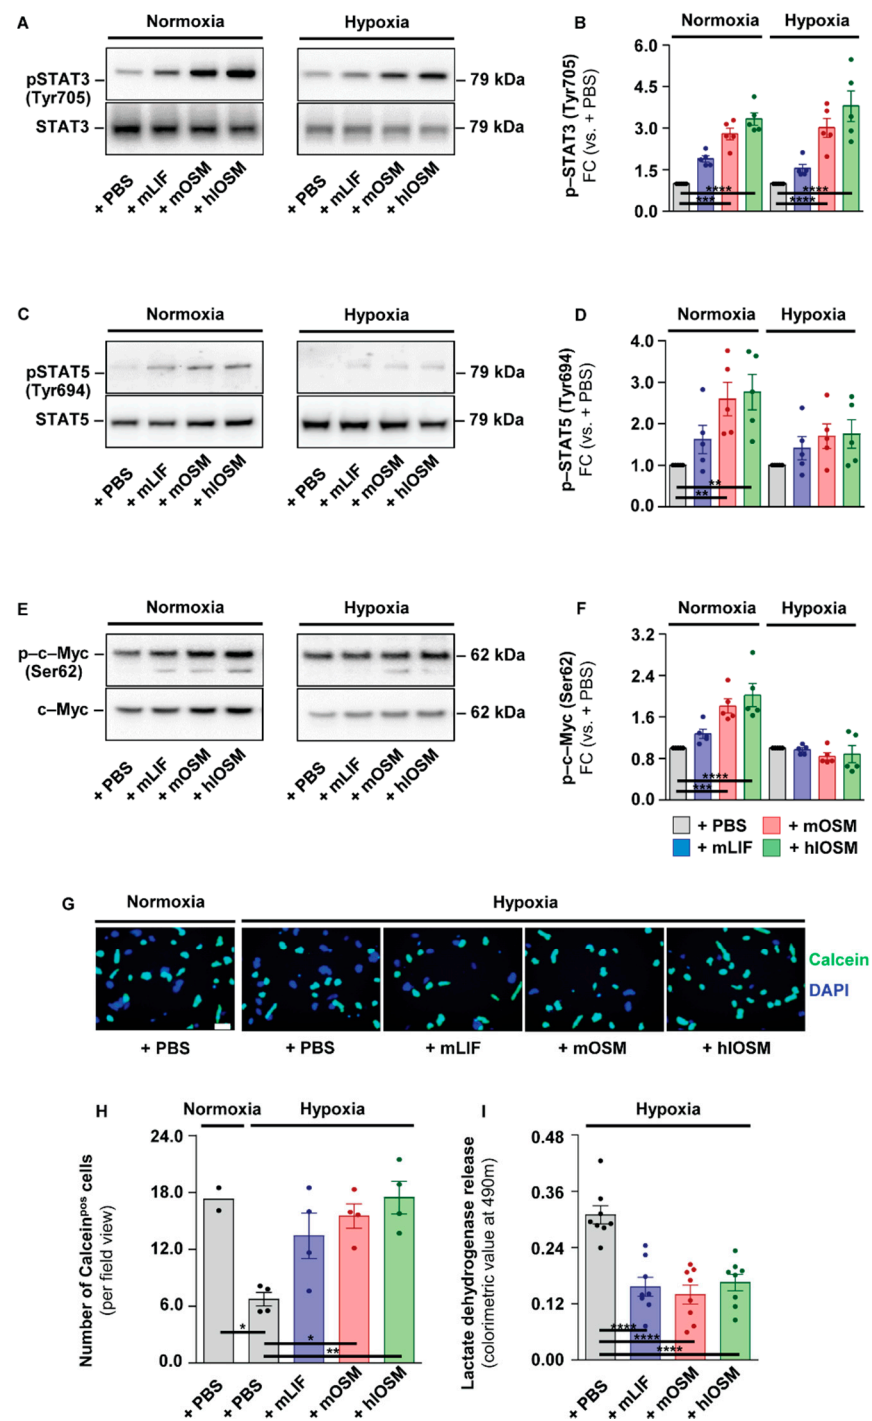 A
Normoxia
Hypoxia
pSTAT3
(Tyr705)
79 kDa
STAT3
79 kDa
+ PBS
+ mLIF
+ mOSM
+ hIOSM
+ PBS
+ mLIF
+ mOSM
+ hIOSM
B
Normoxia
Hypoxia
p–STAT3 (Tyr705)
FC (vs. + PBS)
6.0
4.5
3.0
1.5
0.0
****
***
****
****
C
Normoxia
Hypoxia
pSTAT5
(Tyr694)
79 kDa
STAT5
79 kDa
+ PBS
+ mLIF
+ mOSM
+ hIOSM
+ PBS
+ mLIF
+ mOSM
+ hIOSM
D
Normoxia
Hypoxia
p–STAT5 (Tyr694)
FC (vs. + PBS)
4.0
3.0
2.0
1.0
0.0
**
**
E
Normoxia
Hypoxia
p–c–Myc
(Ser62)
62 kDa
c–Myc
62 kDa
+ PBS
+ mLIF
+ mOSM
+ hIOSM
+ PBS
+ mLIF
+ mOSM
+ hIOSM
F
Normoxia
Hypoxia
p–c–Myc (Ser62)
FC (vs. + PBS)
3.2
2.4
1.6
0.8
0.0
****
***
+ PBS
+ mOSM
+ mLIF
+ hIOSM
G
Normoxia
Hypoxia
Calcein
DAPI
+ PBS
+ PBS
+ mLIF
+ mOSM
+ hIOSM
H
Normoxia
Hypoxia
Number of Calceinpos cells
(per field view)
24.0
18.0
12.0
6.0
0.0
*
*
**
+ PBS
+ PBS
+ mLIF
+ mOSM
+ hIOSM
I
Hypoxia
Lactate dehydrogenase release
(colorimetric value at 490m)
0.48
0.36
0.24
0.12
0.00
****
****
****
+ PBS
+ mLIF
+ mOSM
+ hIOSM